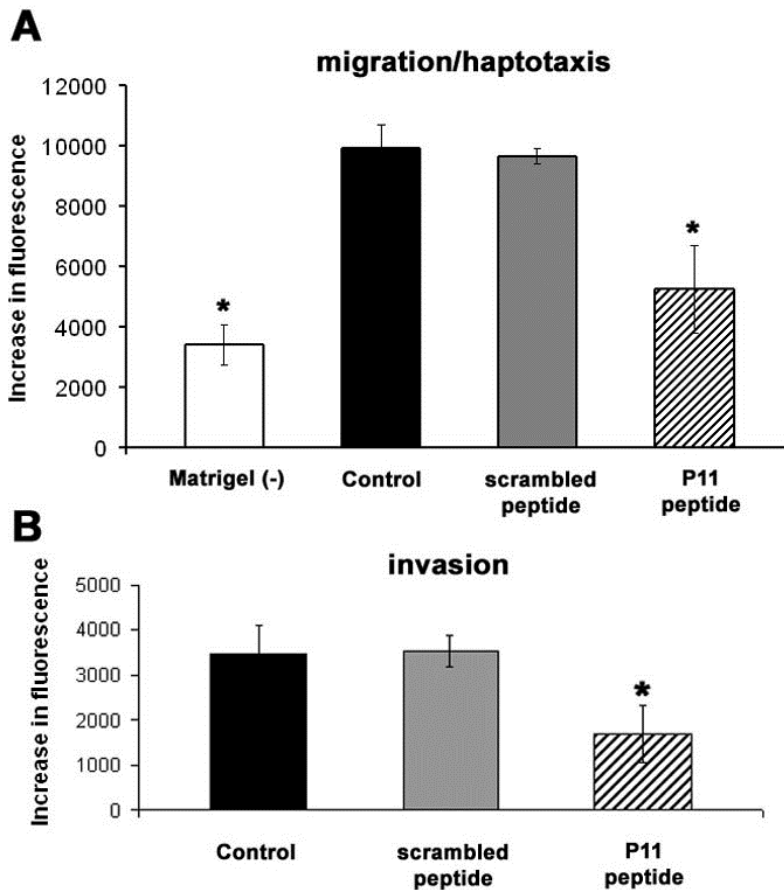 A
migration/haptotaxis
Increase in fluorescence
12000
10000
8000
6000
4000
2000
0
*
*
Matrigel (-)
Control
scrambled
peptide
P11
peptide
B
invasion
Increase in fluorescence
5000
4000
3000
2000
1000
0
*
Control
scrambled
peptide
P11
peptide